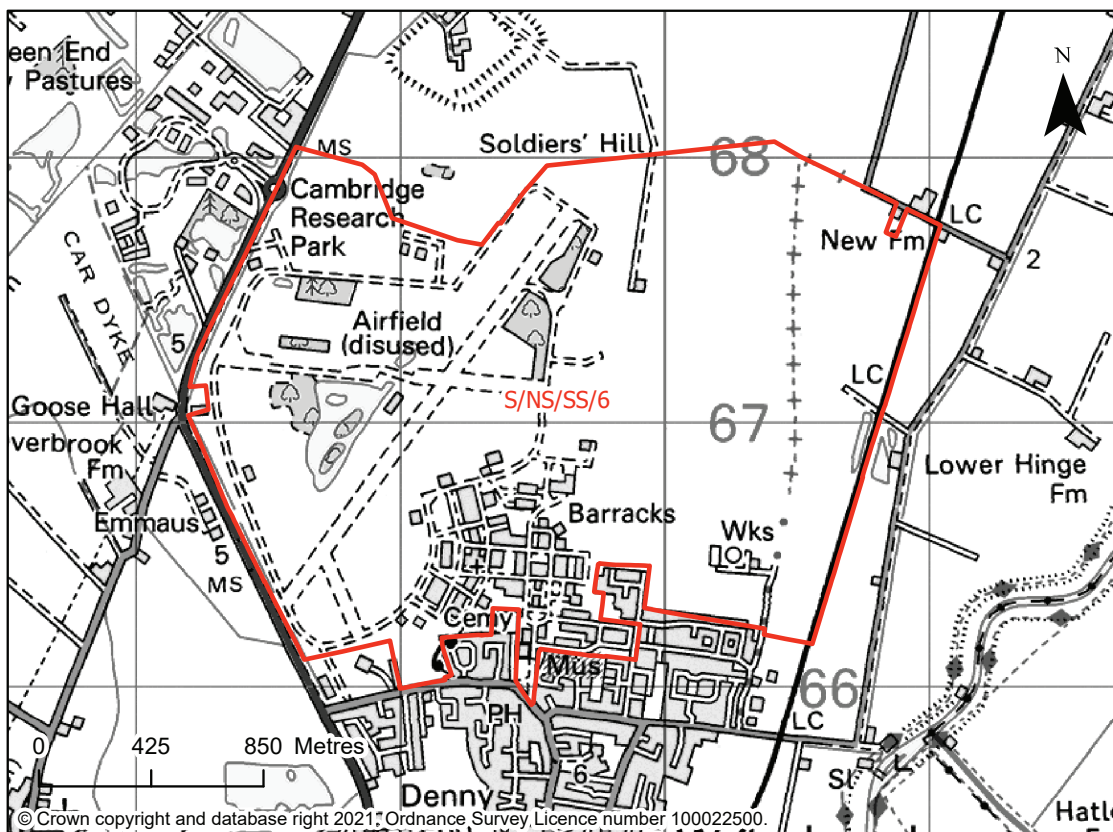 een End
Pastures
MS
Soldiers' Hill
68
N
Cambridge
Research
Park
LC
New Fm
2
CAR DYKE
5
Airfield
(disused)
LC
S/NS/SS/6
Goose Hall
67
verbrook
Fm
Lower Hinge
Fm
Barracks
Emmaus
Wks
5
MS
Cemy
Mus
66
PH
LC
0 425 850 Metres
6
Sl
L
Denny
Hatle
© Crown copyright and database right 2021, Ordnance Survey Licence number 100022500.